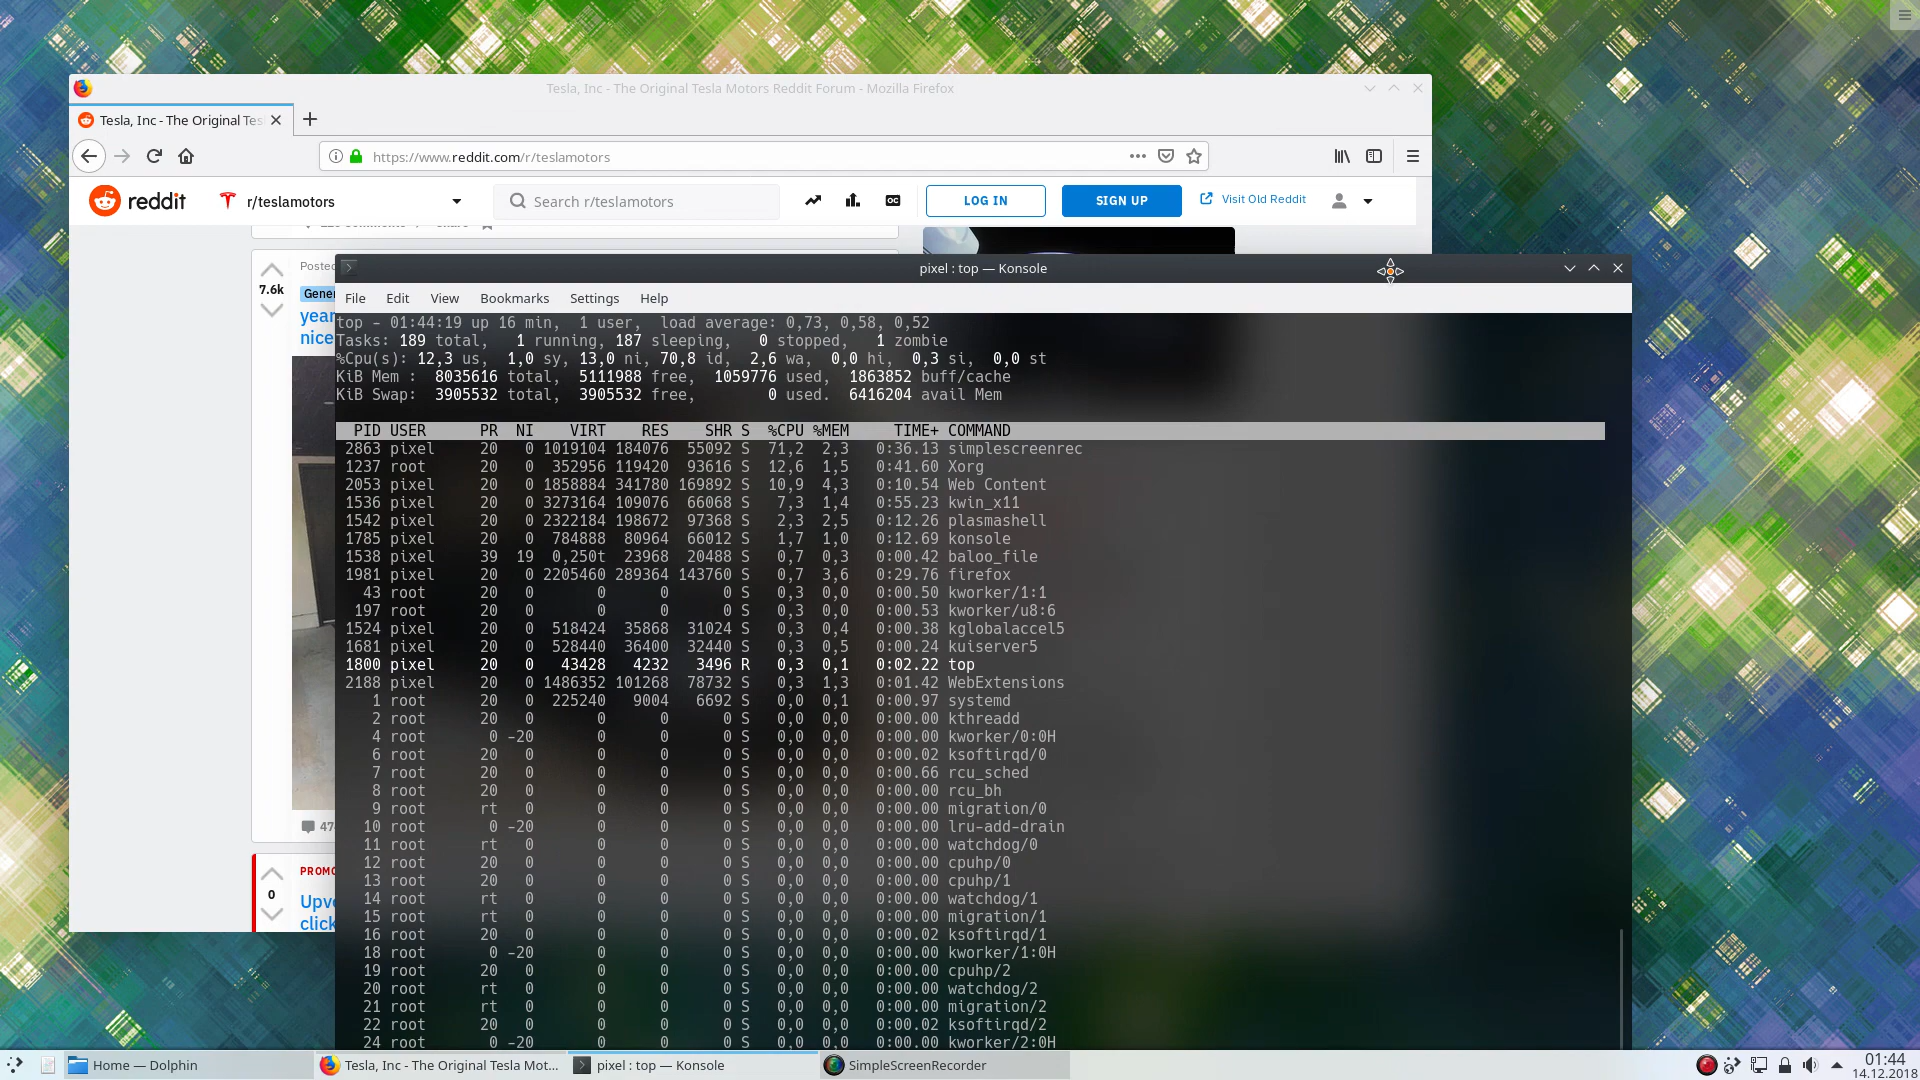 Tesla, Inc - The Original Tesla Motors Reddit Forum - Mozilla Firefox
Tesla, Inc - The Original Tes
https://www.reddit.com/r/teslamotors
reddit
r/teslamotors
Search r/teslamotors
LOG IN
SIGN UP
Visit Old Reddit
Posted
7.6k
Gener
year
nice
47
PROMO
0
Upvo
click
pixel : top — Konsole
File Edit View Bookmarks Settings Help
top - 01:44:19 up 16 min, 1 user, load average: 0,73, 0,58, 0,52
Tasks: 189 total, 1 running, 187 sleeping, 0 stopped, 1 zombie
%Cpu(s): 12,3 us, 1,0 sy, 13,0 ni, 70,8 id, 2,6 wa, 0,0 hi, 0,3 si, 0,0 st
KiB Mem : 8035616 total, 5111988 free, 1059776 used, 1863852 buff/cache
KiB Swap: 3905532 total, 3905532 free, 0 used. 6416204 avail Mem
PID USER PR NI VIRT RES SHR S %CPU %MEM TIME+ COMMAND
2863 pixel 20 0 1019104 184076 55092 S 71,2 2,3 0:36.13 simplescreenrec
1237 root 20 0 352956 119420 93616 S 12,6 1,5 0:41.60 Xorg
2053 pixel 20 0 1858884 341780 169892 S 10,9 4,3 0:10.54 Web Content
1536 pixel 20 0 3273164 109076 66068 S 7,3 1,4 0:55.23 kwin_x11
1542 pixel 20 0 2322184 198672 97368 S 2,3 2,5 0:12.26 plasmashell
1785 pixel 20 0 784888 80964 66012 S 1,7 1,0 0:12.69 konsole
1538 pixel 39 19 0,250t 23968 20488 S 0,7 0,3 0:00.42 baloo_file
1981 pixel 20 0 2205460 289364 143760 S 0,7 3,6 0:29.76 firefox
43 root 20 0 0 0 0 S 0,3 0,0 0:00.50 kworker/1:1
197 root 20 0 0 0 0 S 0,3 0,0 0:00.53 kworker/u8:6
1524 pixel 20 0 518424 35868 31024 S 0,3 0,4 0:00.38 kglobalaccel5
1681 pixel 20 0 528440 36400 32440 S 0,3 0,5 0:00.24 kuiserver5
1800 pixel 20 0 43428 4232 3496 R 0,3 0,1 0:02.22 top
2188 pixel 20 0 1486352 101268 78732 S 0,3 1,3 0:01.42 WebExtensions
1 root 20 0 225240 9004 6692 S 0,0 0,1 0:00.97 systemd
2 root 20 0 0 0 0 S 0,0 0,0 0:00.00 kthreadd
4 root 0 -20 0 0 0 S 0,0 0,0 0:00.00 kworker/0:0H
6 root 20 0 0 0 0 S 0,0 0,0 0:00.02 ksoftirqd/0
7 root 20 0 0 0 0 S 0,0 0,0 0:00.66 rcu_sched
8 root 20 0 0 0 0 S 0,0 0,0 0:00.00 rcu_bh
9 root rt 0 0 0 0 S 0,0 0,0 0:00.00 migration/0
10 root 0 -20 0 0 0 S 0,0 0,0 0:00.00 lru-add-drain
11 root rt 0 0 0 0 S 0,0 0,0 0:00.00 watchdog/0
12 root 20 0 0 0 0 S 0,0 0,0 0:00.00 cpuhp/0
13 root 20 0 0 0 0 S 0,0 0,0 0:00.00 cpuhp/1
14 root rt 0 0 0 0 S 0,0 0,0 0:00.00 watchdog/1
15 root rt 0 0 0 0 S 0,0 0,0 0:00.00 migration/1
16 root 20 0 0 0 0 S 0,0 0,0 0:00.02 ksoftirqd/1
18 root 0 -20 0 0 0 S 0,0 0,0 0:00.00 kworker/1:0H
19 root 20 0 0 0 0 S 0,0 0,0 0:00.00 cpuhp/2
20 root rt 0 0 0 0 S 0,0 0,0 0:00.00 watchdog/2
21 root rt 0 0 0 0 S 0,0 0,0 0:00.00 migration/2
22 root 20 0 0 0 0 S 0,0 0,0 0:00.02 ksoftirqd/2
24 root 0 -20 0 0 0 S 0,0 0,0 0:00.00 kworker/2:0H
Home — Dolphin
Tesla, Inc - The Original Tesla Mot...
pixel : top — Konsole
SimpleScreenRecorder
01:44
14.12.2018